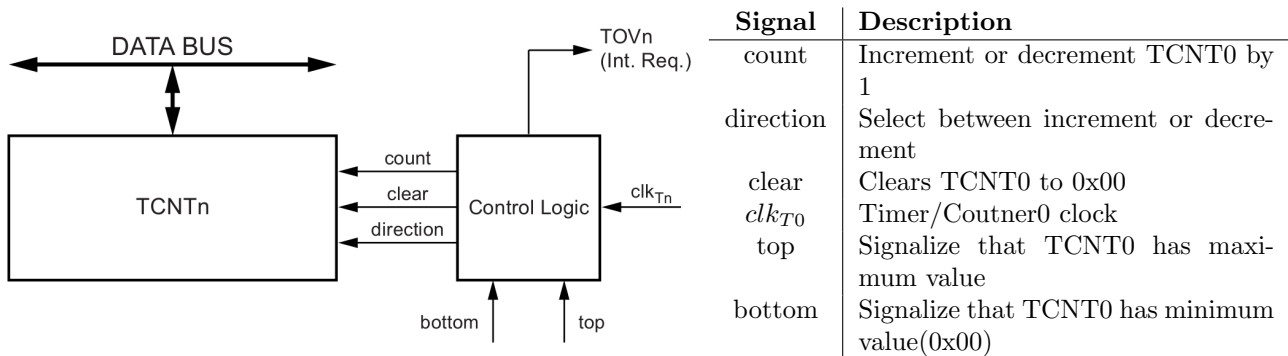 DATA BUS
TOVn
(Int. Req.)
TCNTn
count
clear
direction
Control Logic
clkTn
bottom
top
Signal Description
count Increment or decrement TCNT0 by
1
direction Select between increment or decre-
ment
clear Clears TCNT0 to 0x00
clkT0 Timer/Coutner0 clock
top Signalize that TCNT0 has maxi-
mum value
bottom Signalize that TCNT0 has minimum
value(0x00)